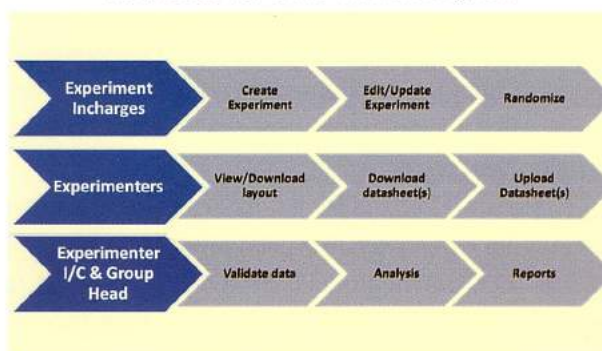 Experiment
Incharges
Create
Experiment
Edit/Update
Experiment
Randomize
Experimenters
View/Download
layout
Download
datasheet(s)
Upload
Datasheet(s)
Experimenter
I/C & Group
Head
Validate data
Analysis
Reports